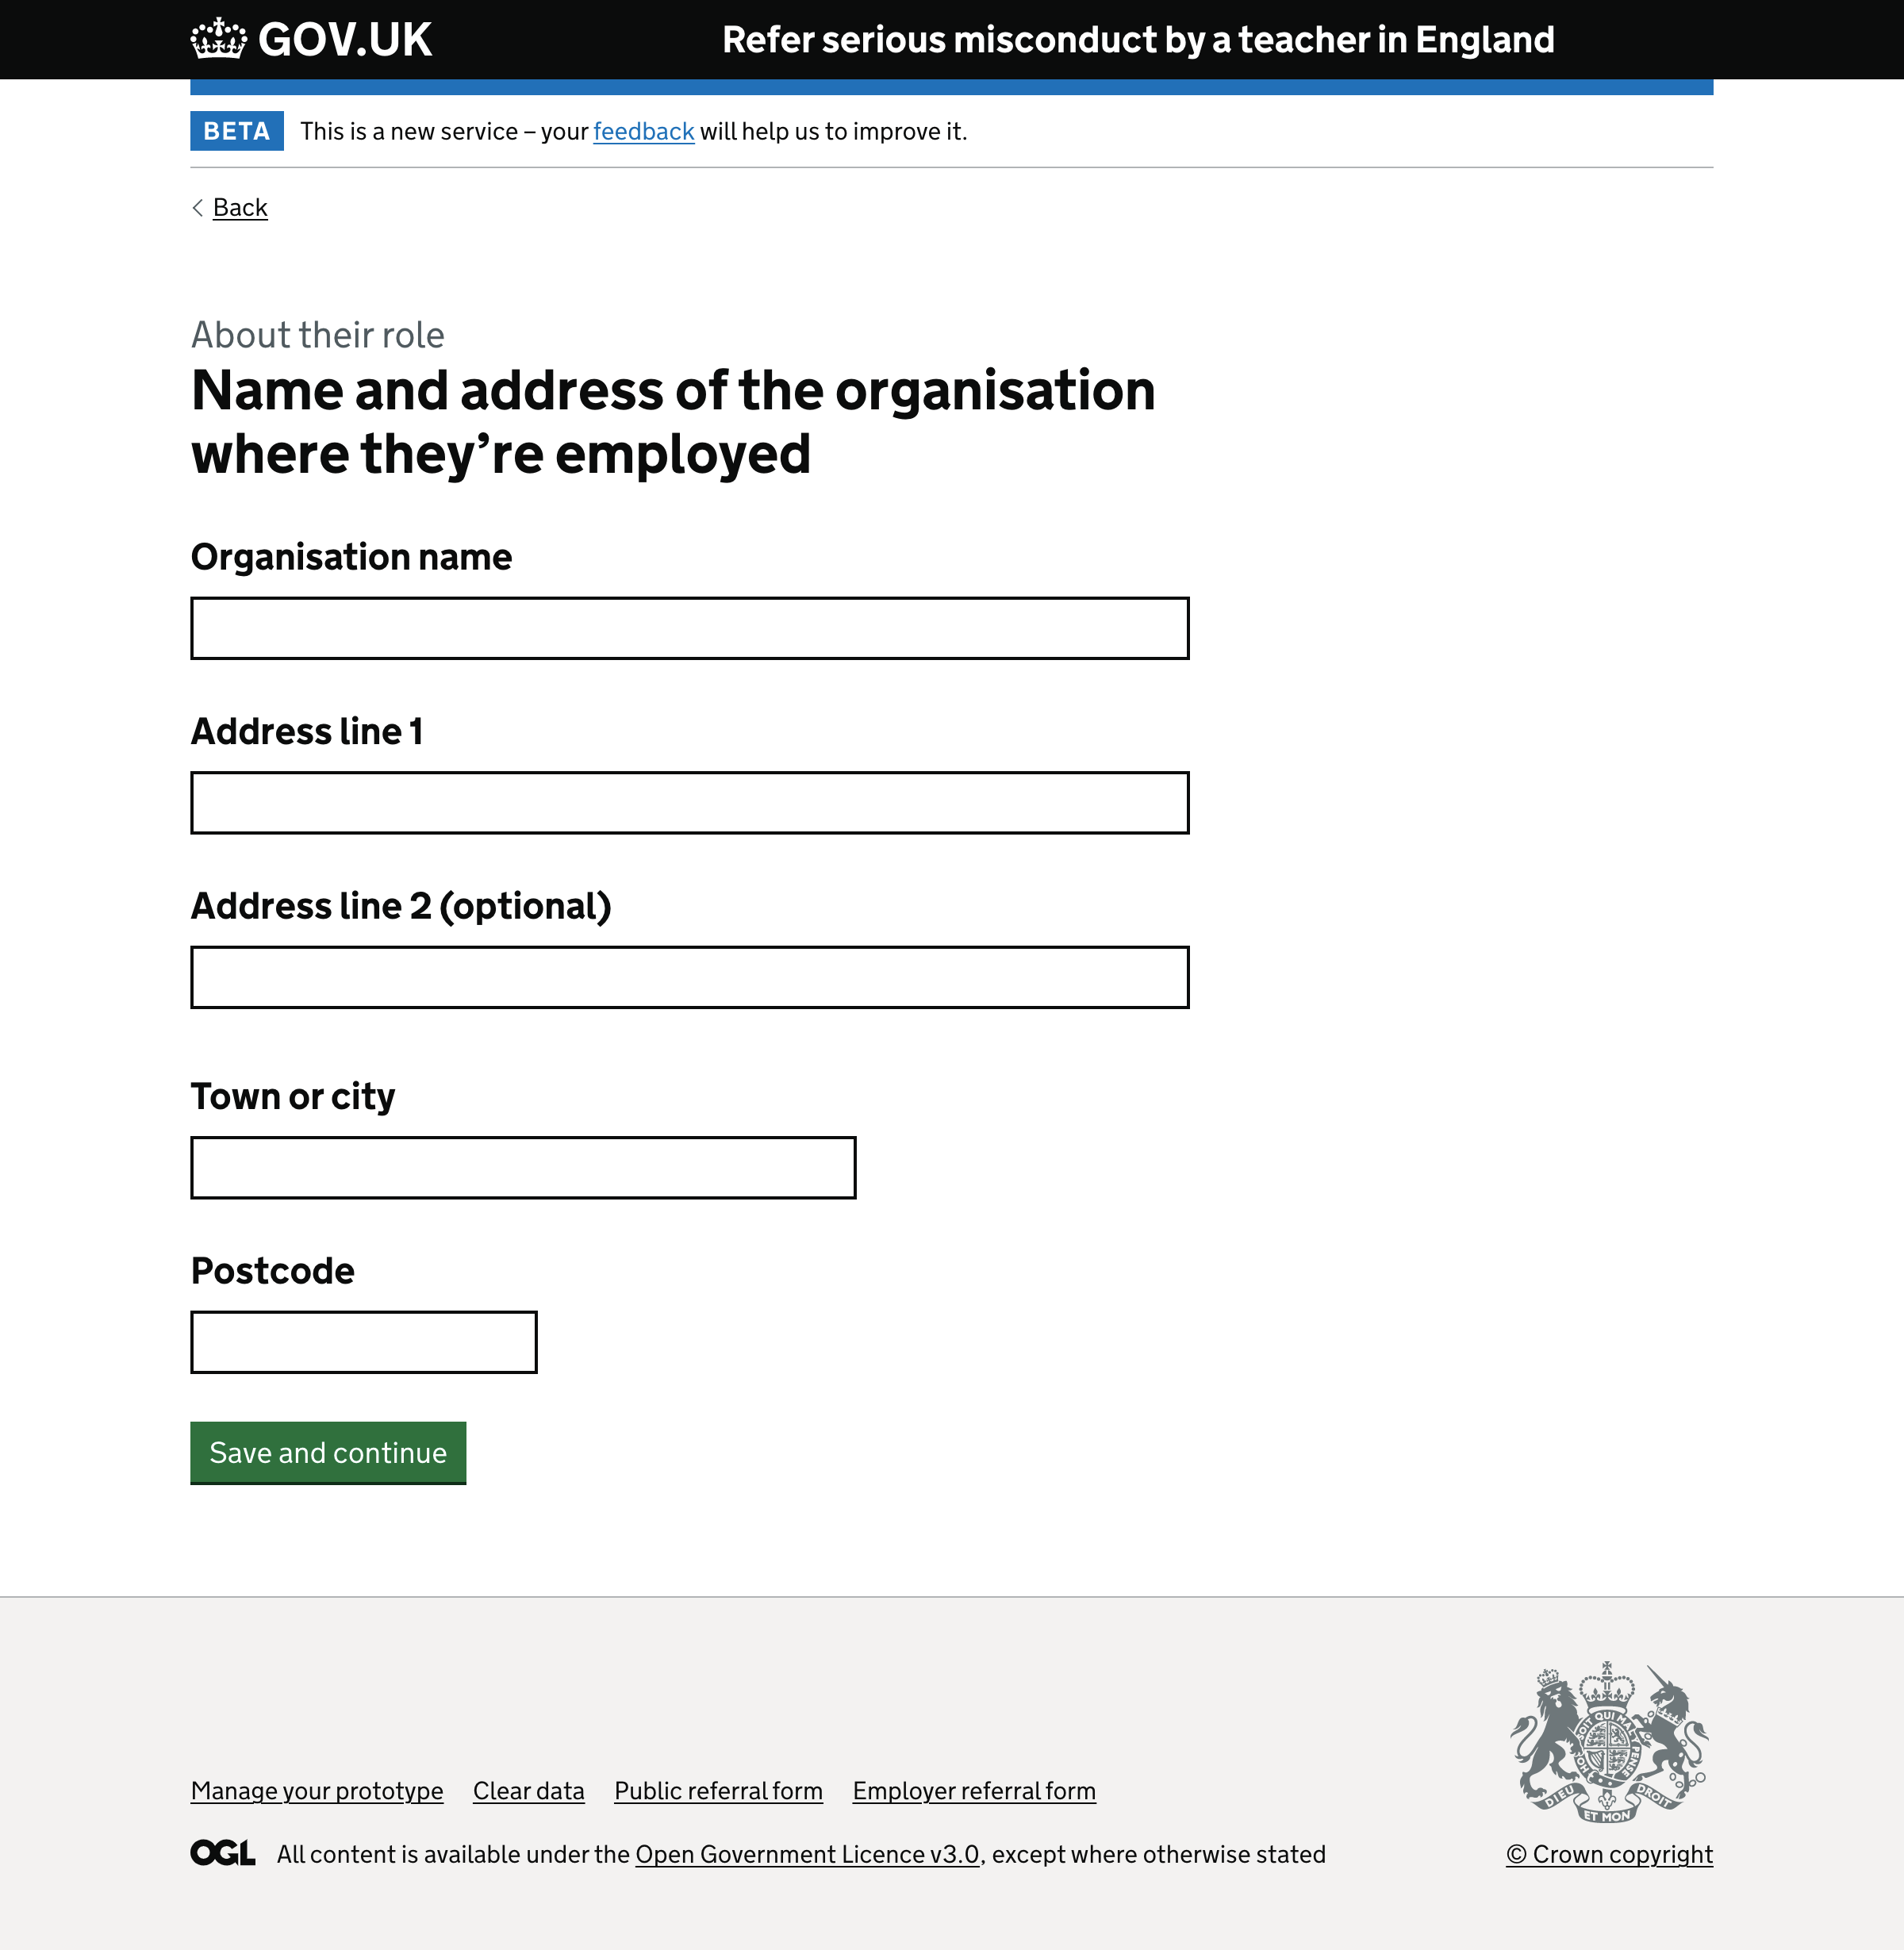 GOV.UK
Refer serious misconduct by a teacher in England
BETA
This is a new service – your feedback will help us to improve it.
Back
About their role
Name and address of the organisation
where they’re employed
Organisation name
Address line 1
Address line 2 (optional)
Town or city
Postcode
Save and continue
Manage your prototype
Clear data
Public referral form
Employer referral form
OGL
All content is available under the Open Government Licence v3.0, except where otherwise stated
DIEU ET MON DROIT
© Crown copyright